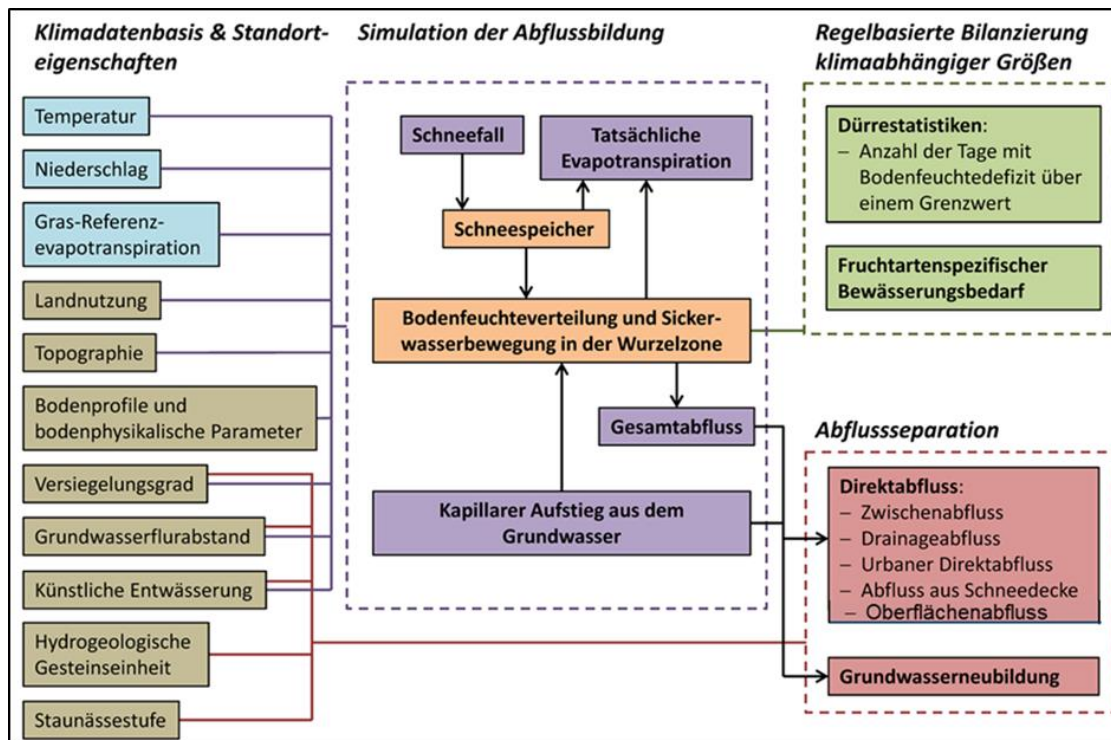 Klimadatenbasis & Standort-
eigenschaften
Temperatur
Niederschlag
Gras-Referenz-
evapotranspiration
Landnutzung
Topographie
Bodenprofile und
bodenphysikalische Parameter
Versiegelungsgrad
Grundwasserflurabstand
Künstliche Entwässerung
Hydrogeologische
Gesteinseinheit
Staunässestufe
Simulation der Abflussbildung
Schneefall
Tatsächliche
Evapotranspiration
Schneespeicher
Bodenfeuchteverteilung und Sicker-
wasserbewegung in der Wurzelzone
Gesamtabfluss
Kapillarer Aufstieg aus dem
Grundwasser
Regelbasierte Bilanzierung
klimaabhängiger Größen
Dürrestatistiken:
– Anzahl der Tage mit
Bodenfeuchtedefizit über
einem Grenzwert
Fruchtartenspezifischer
Bewässerungsbedarf
Abflussseparation
Direktabfluss:
– Zwischenabfluss
– Drainageabfluss
– Urbaner Direktabfluss
– Abfluss aus Schneedecke
– Oberflächenabfluss
Grundwasserneubildung